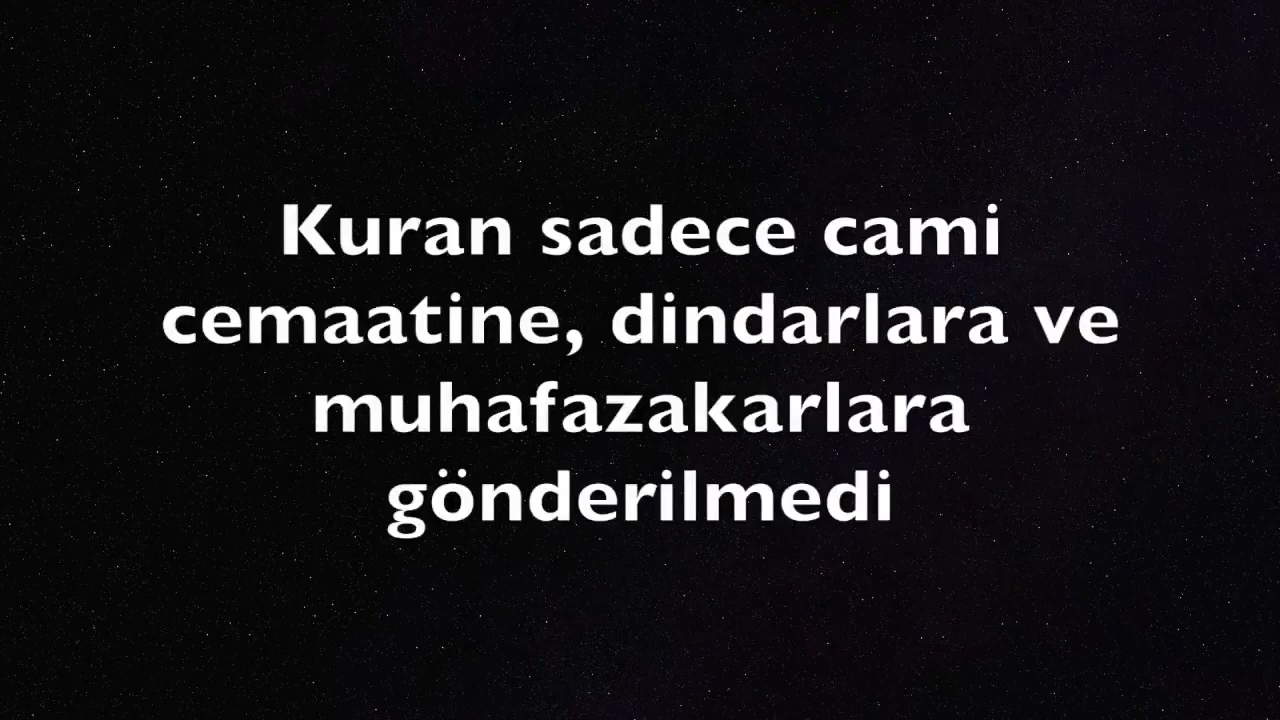 Kuran sadece cami
cemaatine, dindarlara ve
muhafazakarlara
gönderilmedi